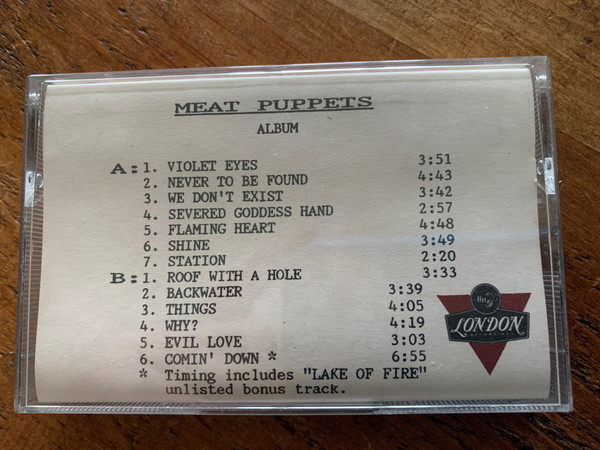 MEAT PUPPETS
ALBUM
A: 1. VIOLET EYES 3:51
2. NEVER TO BE FOUND 4:43
3. WE DON'T EXIST 3:42
4. SEVERED GODDESS HAND 2:57
5. FLAMING HEART 4:48
6. SHINE 3:49
7. STATION 2:20
B: 1. ROOF WITH A HOLE 3:33
2. BACKWATER 3:39
3. THINGS 4:05
4. WHY? 4:19
5. EVIL LOVE 3:03
6. COMIN' DOWN * 6:55
* Timing includes "LAKE OF FIRE"
unlisted bonus track.
LONDON
RECORDINGS